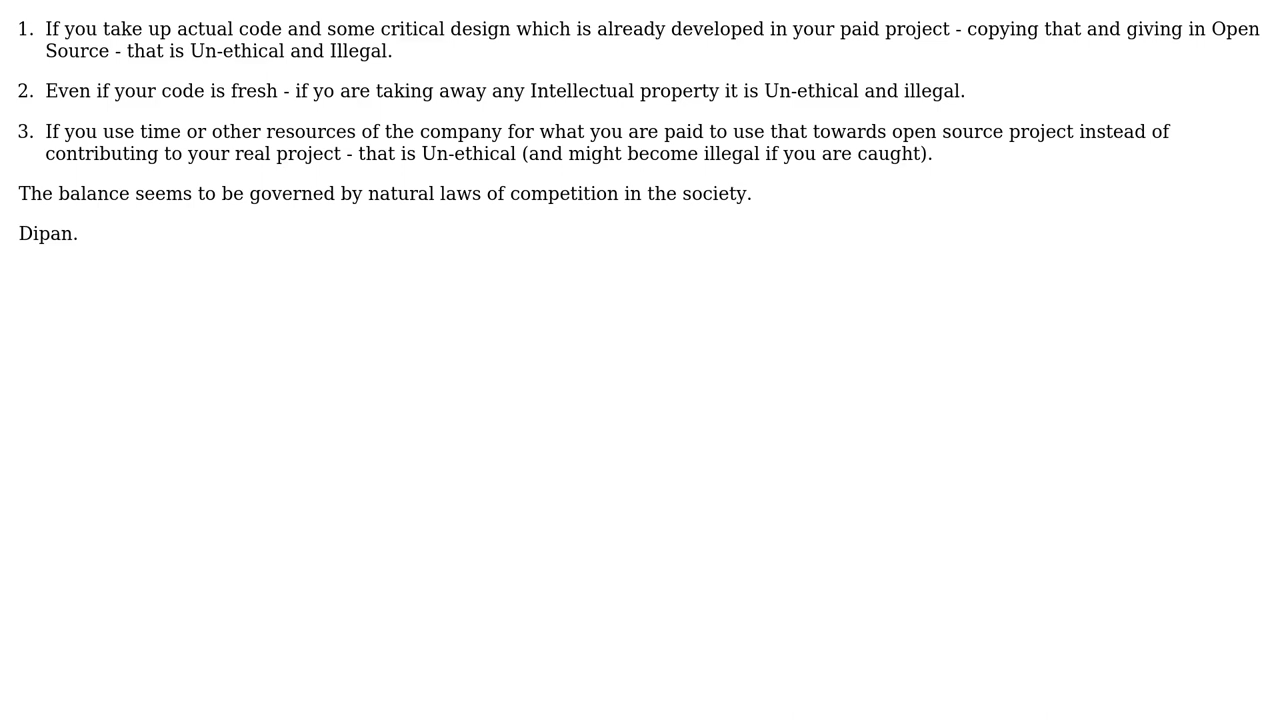 1. If you take up actual code and some critical design which is already developed in your paid project - copying that and giving in Open
Source - that is Un-ethical and Illegal.
2. Even if your code is fresh - if yo are taking away any Intellectual property it is Un-ethical and illegal.
3. If you use time or other resources of the company for what you are paid to use that towards open source project instead of
contributing to your real project - that is Un-ethical (and might become illegal if you are caught).
The balance seems to be governed by natural laws of competition in the society.
Dipan.